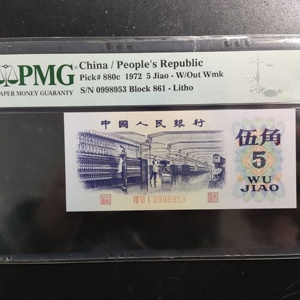 PMG
PAPER MONEY GUARANTY
China / People's Republic
Pick# 880c 1972 5 Jiao - W/Out Wmk
S/N 0998953 Block 861 - Litho
中國人民銀行
伍角
5
WU
JIAO
0998953